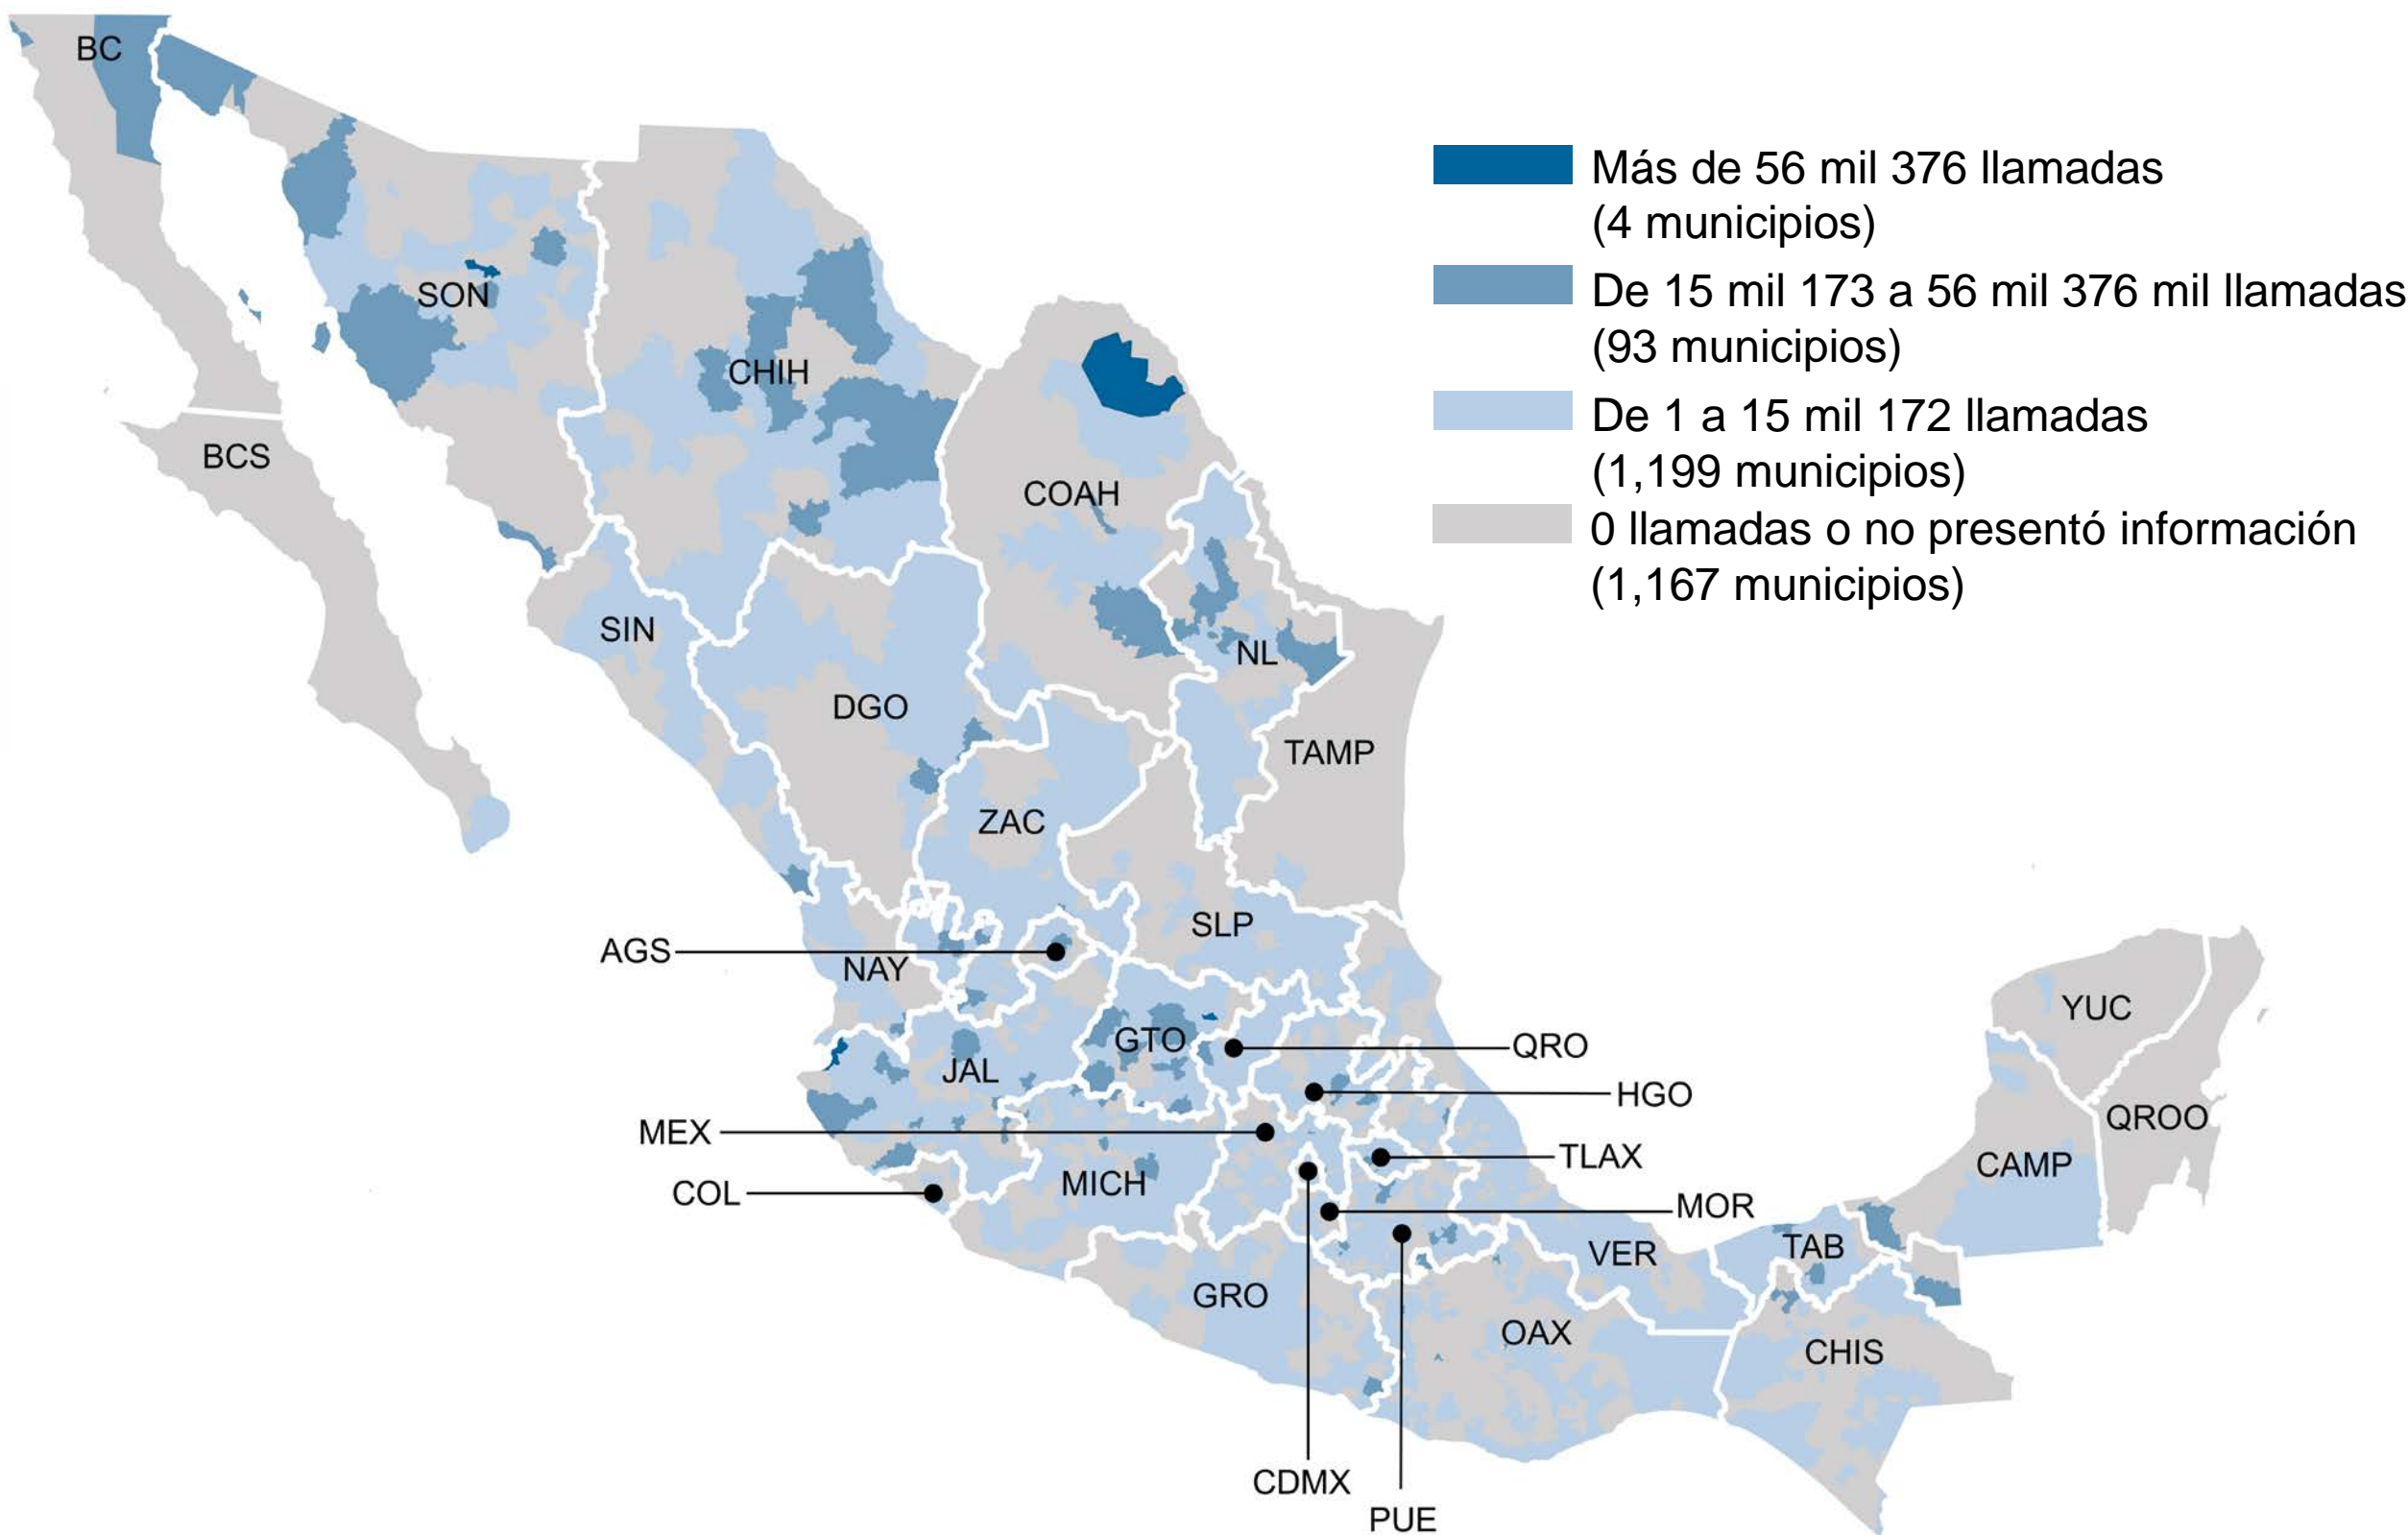 BC
Más de 56 mil 376 llamadas
(4 municipios)
De 15 mil 173 a 56 mil 376 mil llamadas
(93 municipios)
De 1 a 15 mil 172 llamadas
(1,199 municipios)
0 llamadas o no presentó información
(1,167 municipios)
SON
CHIH
BCS
COAH
SIN
NL
DGO
TAMP
ZAC
SLP
AGS
NAY
YUC
GTO
QRO
JAL
HGO
QROO
MEX
TLAX
CAMP
MICH
COL
MOR
TAB
VER
GRO
OAX
CHIS
CDMX
PUE